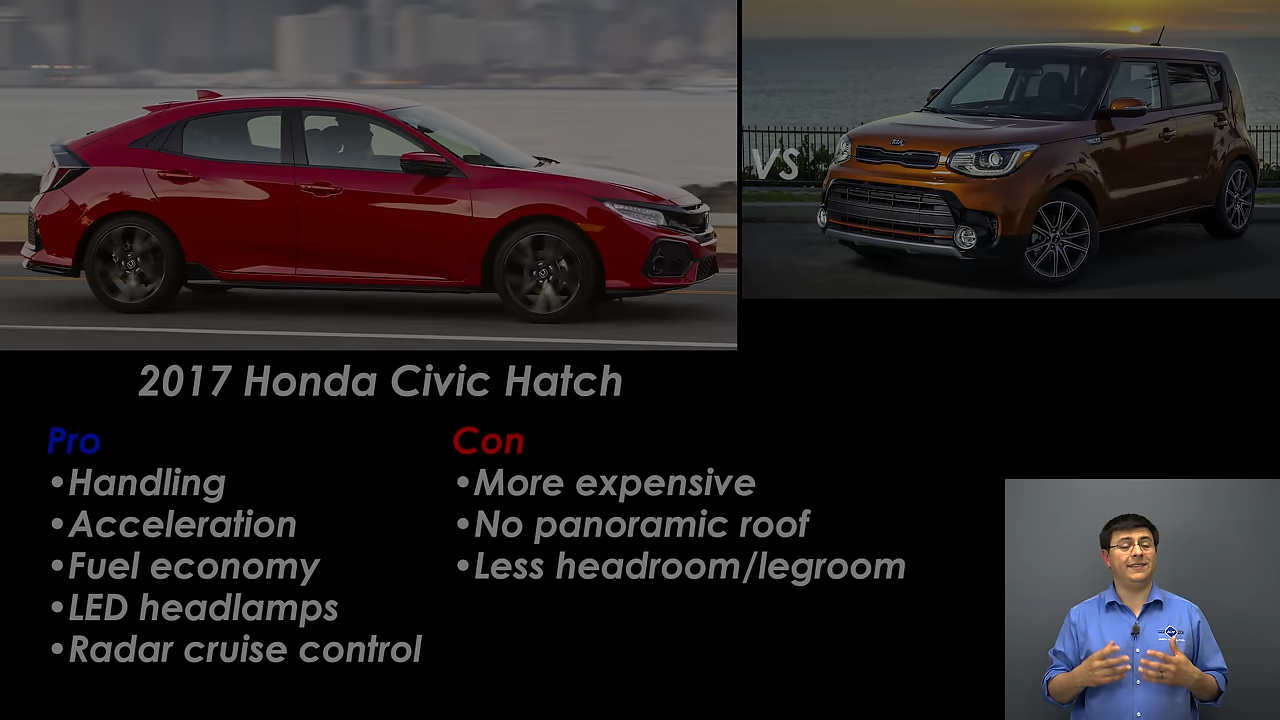 VS
KIA
2017 Honda Civic Hatch
Pro
•Handling
•Acceleration
•Fuel economy
•LED headlamps
•Radar cruise control
Con
•More expensive
•No panoramic roof
•Less headroom/legroom